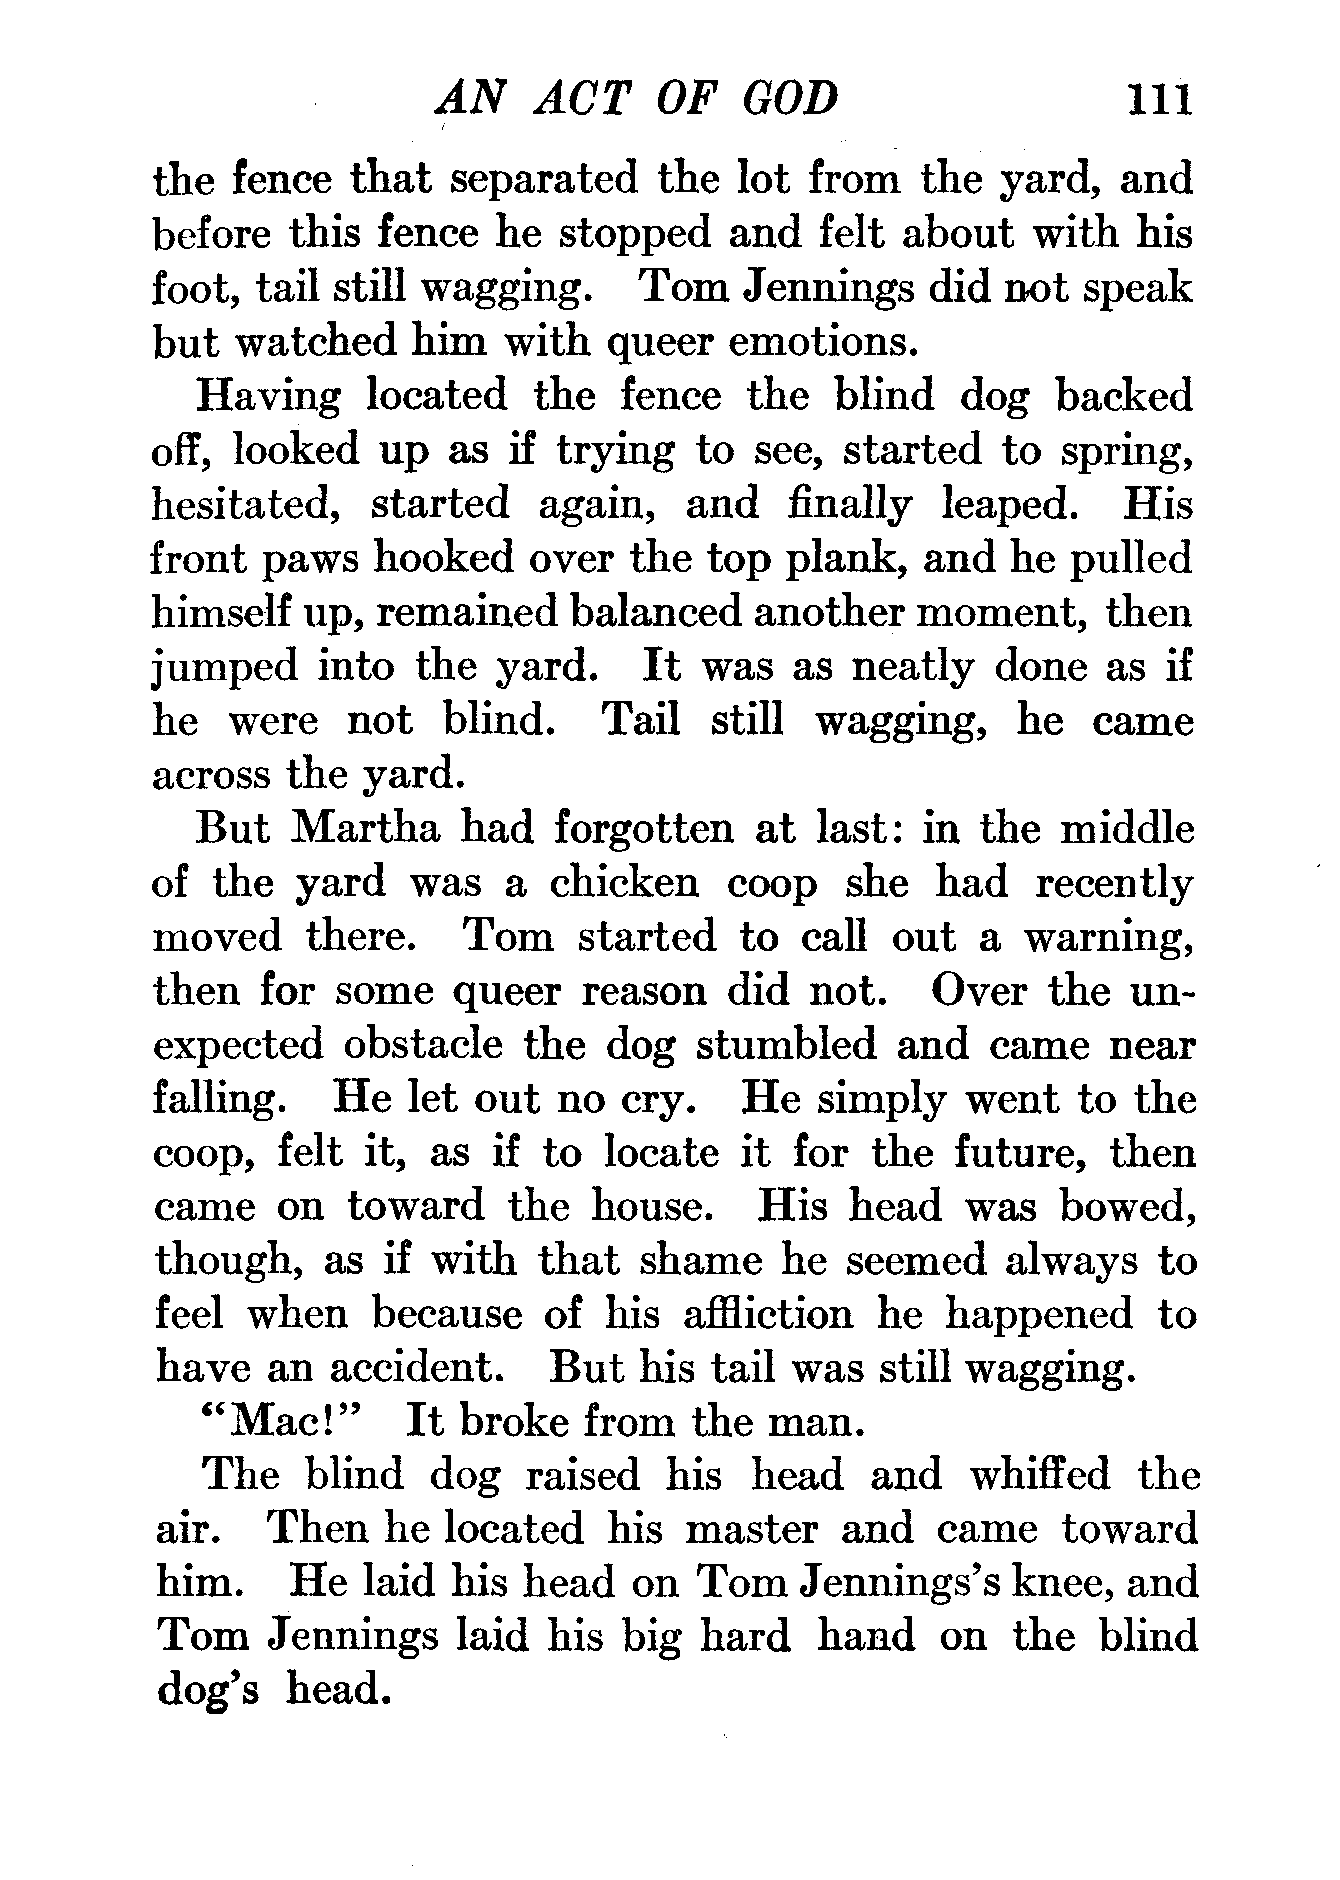 AN ACT OF GOD 111
the fence that separated the lot from the yard, and
before this fence he stopped and felt about with his
foot, tail still wagging. Tom Jennings did not speak
but watched him with queer emotions.
Having located the fence the blind dog backed
off, looked up as if trying to see, started to spring,
hesitated, started again, and finally leaped. His
front paws hooked over the top plank, and he pulled
himself up, remained balanced another moment, then
jumped into the yard. It was as neatly done as if
he were not blind. Tail still wagging, he came
across the yard.
But Martha had forgotten at last: in the middle
of the yard was a chicken coop she had recently
moved there. Tom started to call out a warning,
then for some queer reason did not. Over the un-
expected obstacle the dog stumbled and came near
falling. He let out no cry. He simply went to the
coop, felt it, as if to locate it for the future, then
came on toward the house. His head was bowed,
though, as if with that shame he seemed always to
feel when because of his affliction he happened to
have an accident. But his tail was still wagging.
“Mac!” It broke from the man.
The blind dog raised his head and whiffed the
air. Then he located his master and came toward
him. He laid his head on Tom Jennings’s knee, and
Tom Jennings laid his big hard hand on the blind
dog’s head.